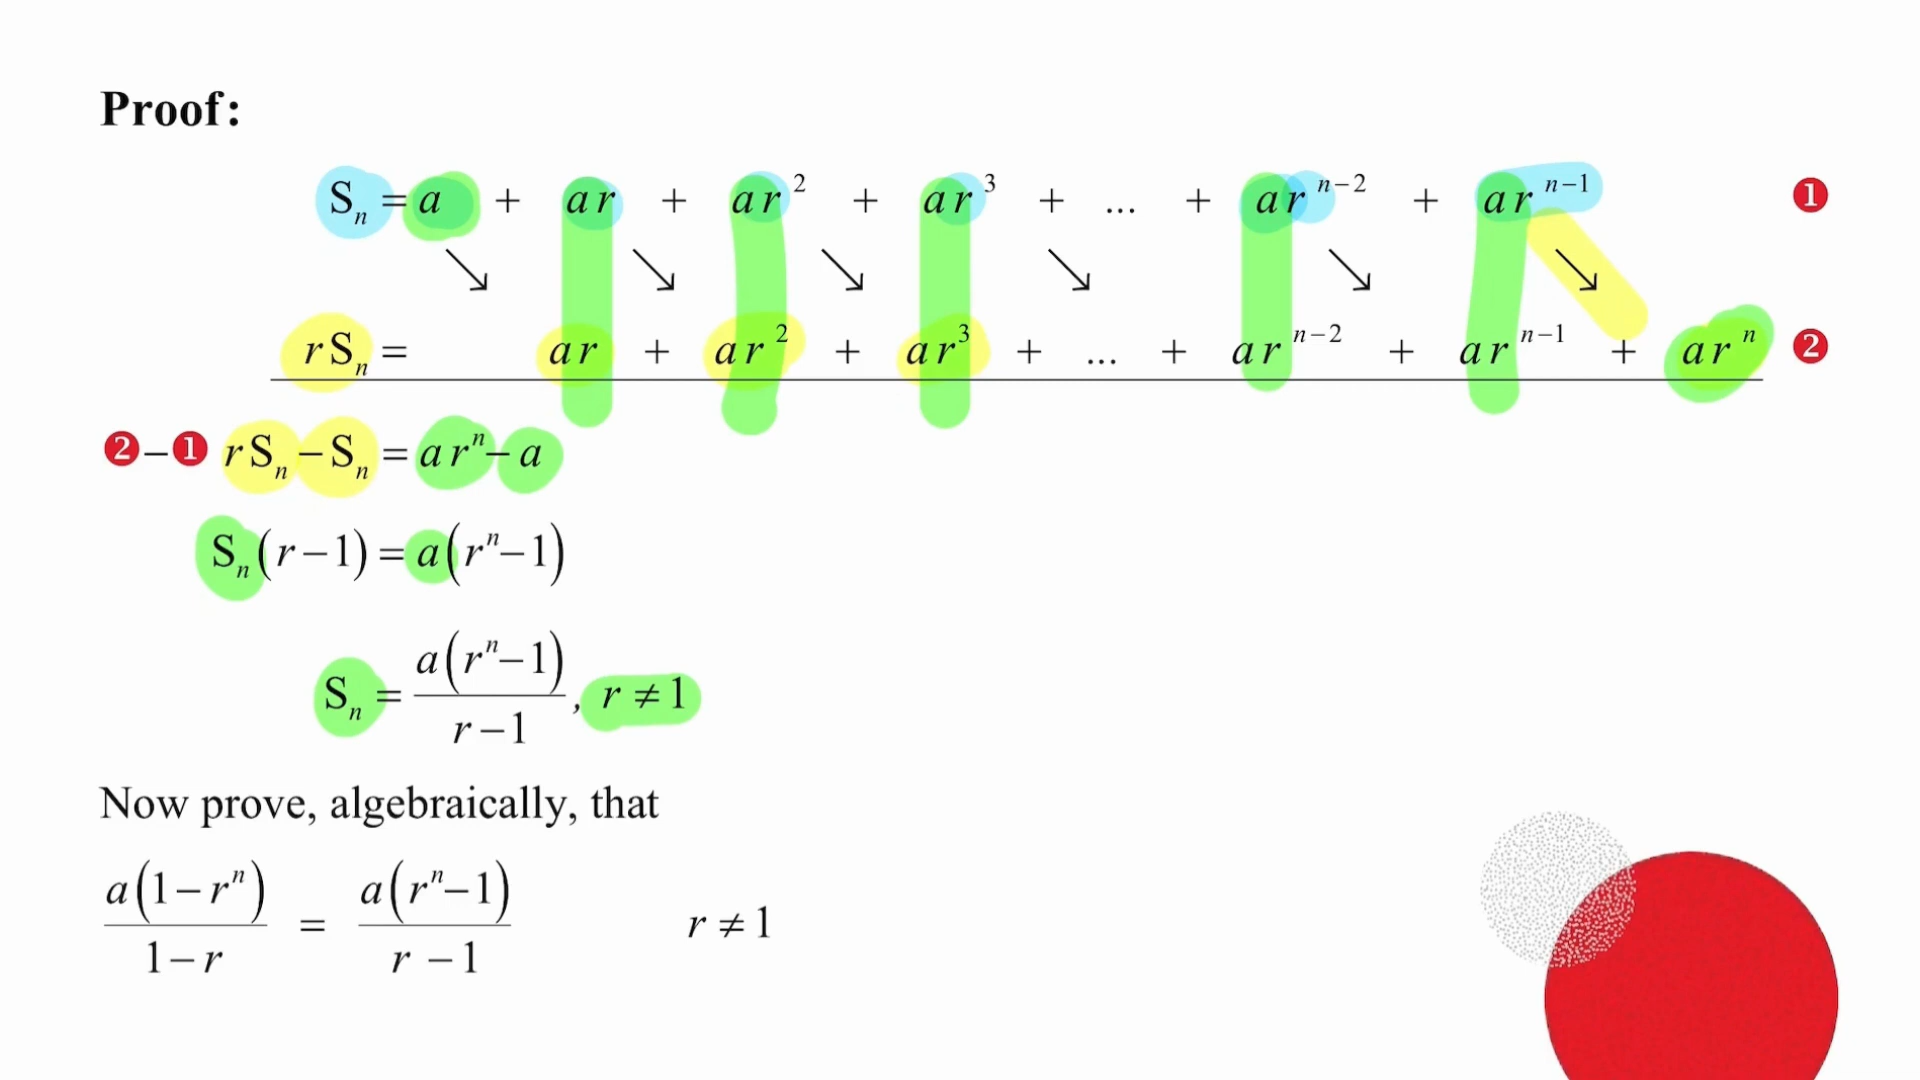 Proof:
Sₙ = a + ar + ar² + ar³ + ... + arⁿ⁻² + arⁿ⁻¹ ❶
↘ ↘ ↘ ↘ ↘ ↘
rSₙ = ar + ar² + ar³ + ... + arⁿ⁻² + arⁿ⁻¹ + arⁿ ❷
❷–❶ rSₙ – Sₙ = arⁿ – a
Sₙ(r–1) = a(rⁿ–1)
Sₙ = a(rⁿ–1) / r–1 , r ≠ 1
Now prove, algebraically, that
a(1–rⁿ) / 1–r = a(rⁿ–1) / r –1 r ≠ 1